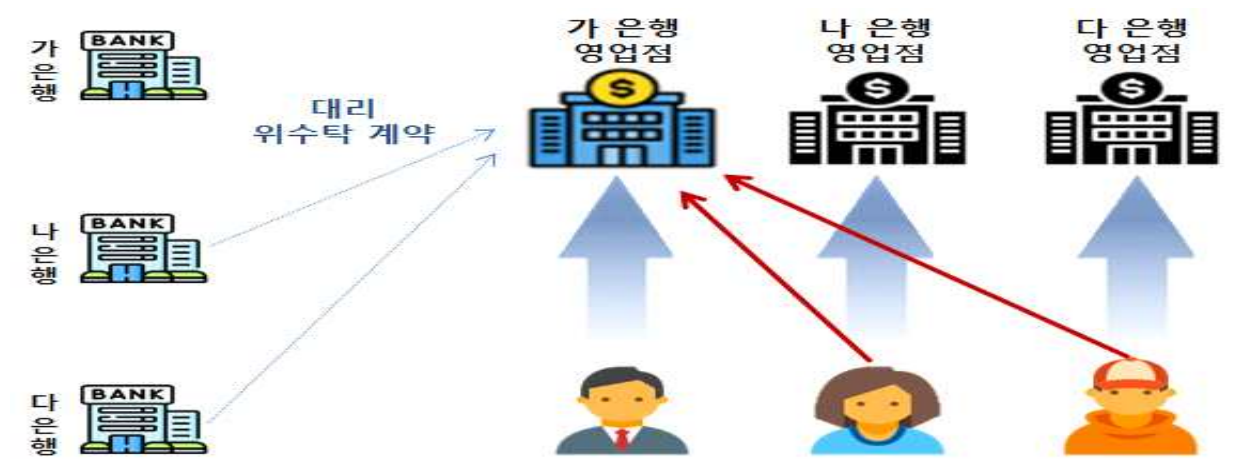 가 은행
BANK
대리
위수탁 계약
가 은행
영업점
나 은행
영업점
다 은행
영업점
$
$
$
나 은행
BANK
다 은행
BANK